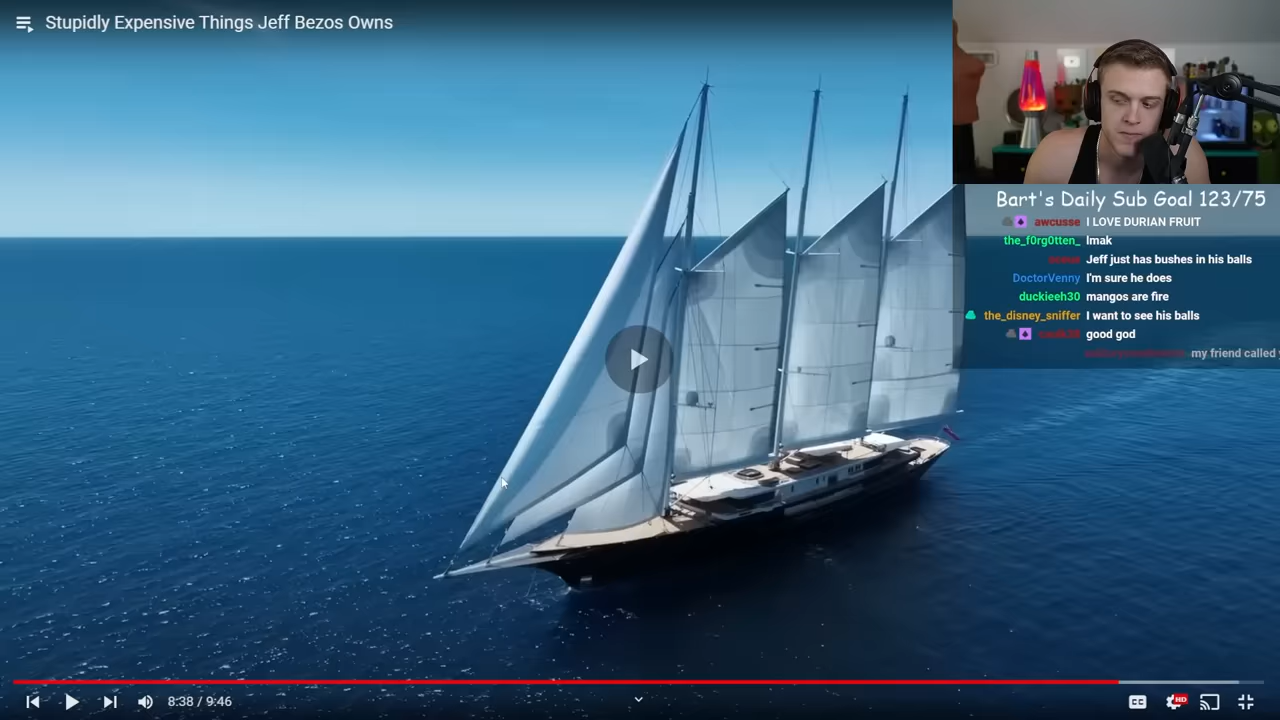 Stupidly Expensive Things Jeff Bezos Owns
Bart's Daily Sub Goal 123/75
awcusse I LOVE DURIAN FRUIT
the_f0rg0tten_ lmak
Jeff just has bushes in his balls
DoctorVenny I'm sure he does
duckieeh30 mangos are fire
the_disney_sniffer I want to see his balls
good god
my friend called
8:38 / 9:46
CC
HD